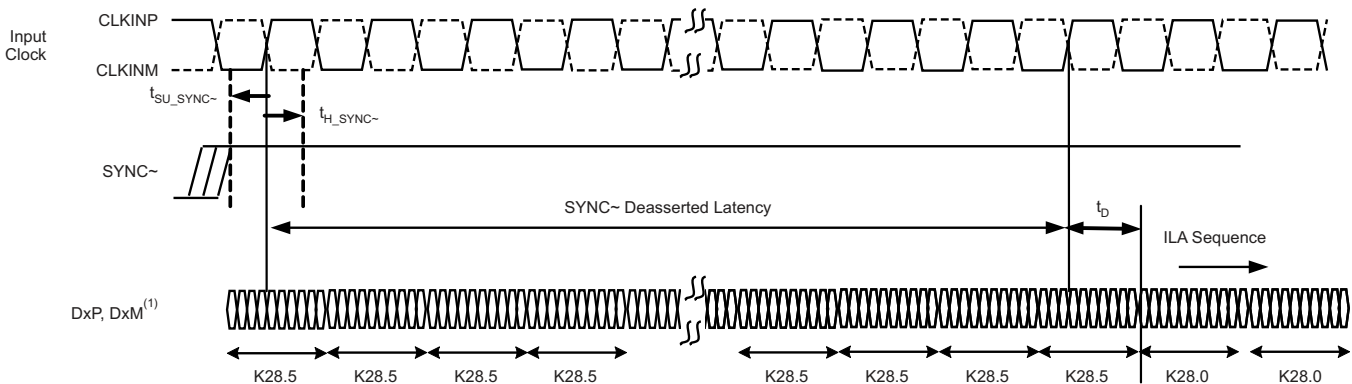 Input
Clock
CLKINP
CLKINM
tSU_SYNC~
tH_SYNC~
SYNC~
SYNC~ Deasserted Latency
tD
ILA Sequence
DxP, DxM(1)
K28.5 K28.5 K28.5 K28.5 K28.5 K28.5 K28.5 K28.5 K28.0 K28.0